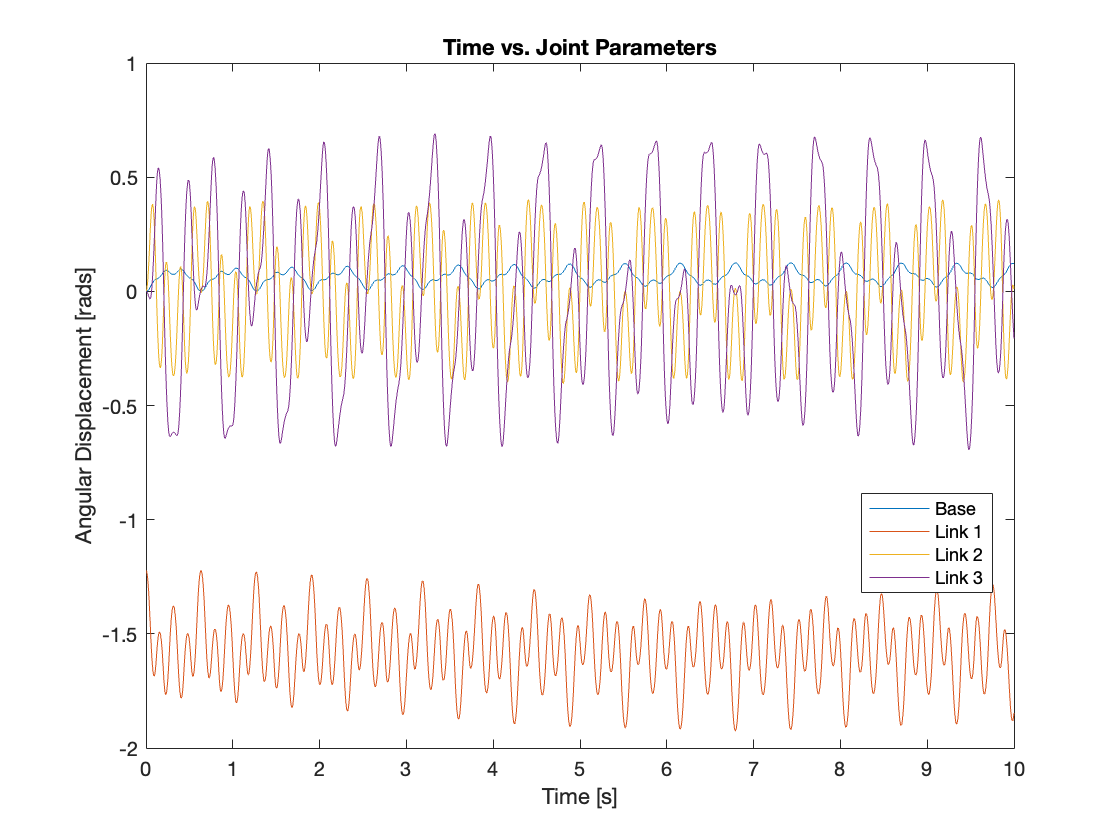 Time vs. Joint Parameters
1
0.5
0
-0.5
-1
-1.5
-2
Angular Displacement [rads]
Base
Link 1
Link 2
Link 3
0 1 2 3 4 5 6 7 8 9 10
Time [s]